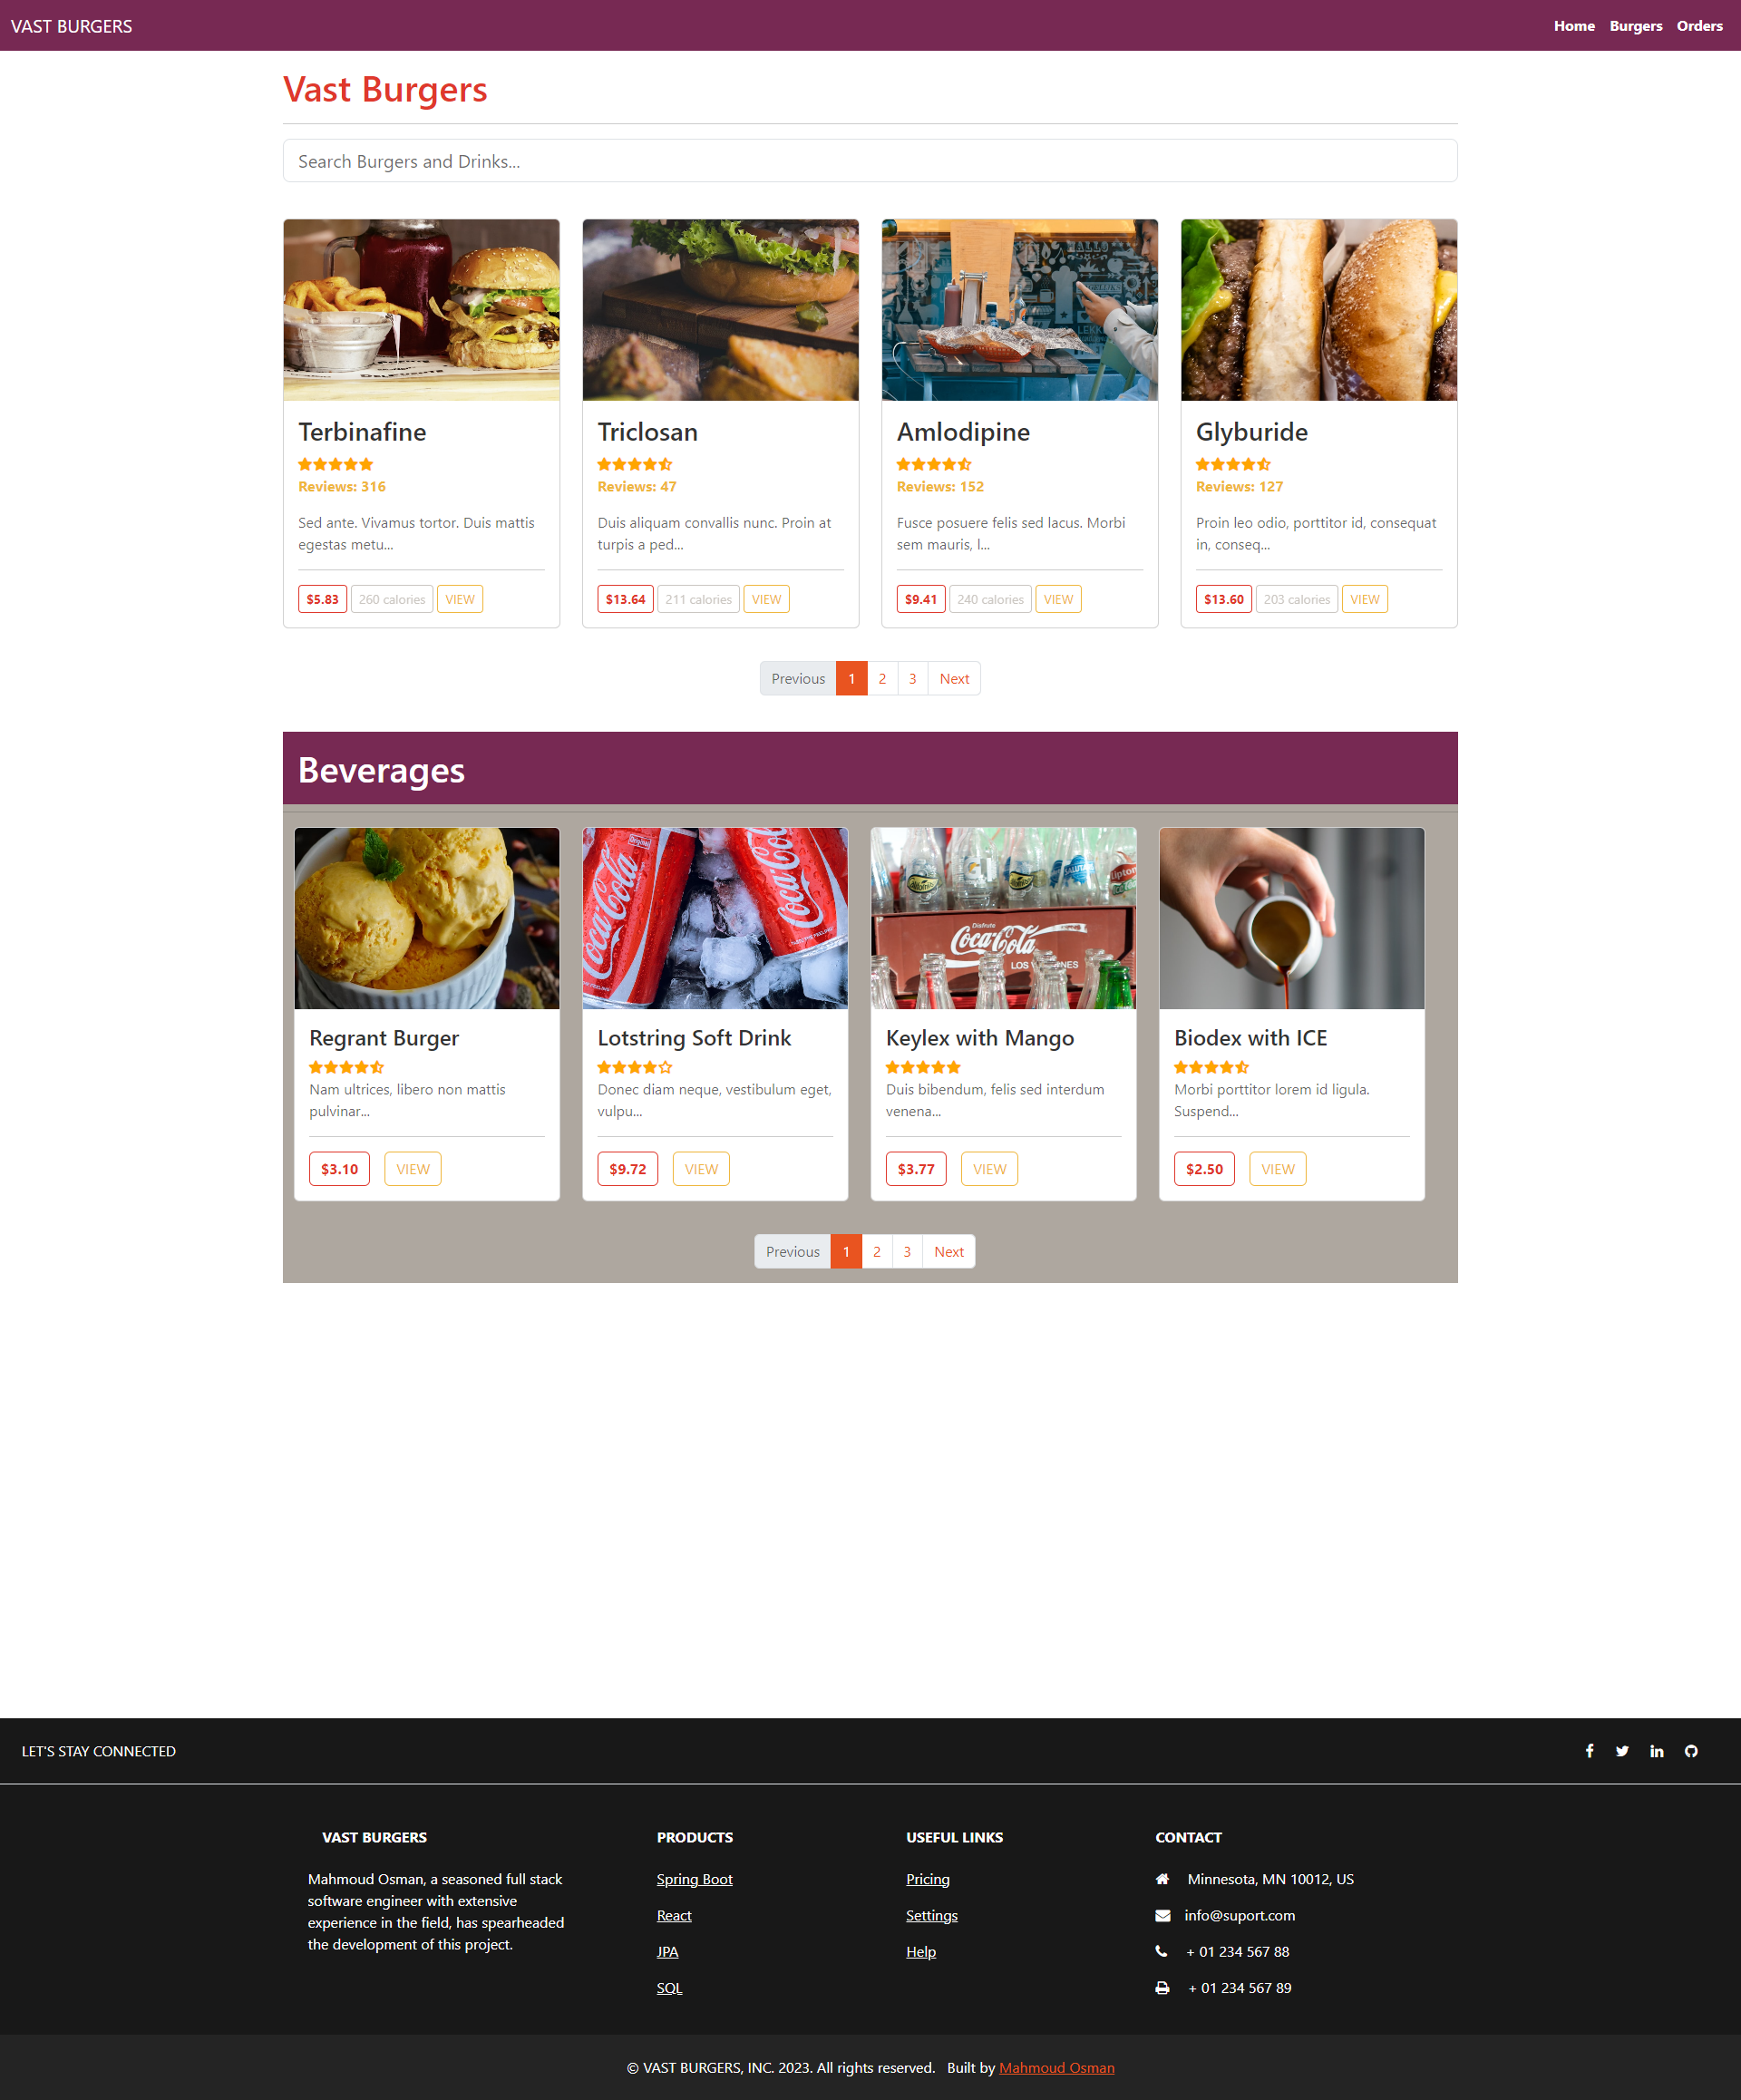 VAST BURGERS
Home Burgers Orders
Vast Burgers
Search Burgers and Drinks...
Terbinafine
Reviews: 316
Sed ante. Vivamus tortor. Duis mattis
egestas metu...
$5.83 260 calories VIEW
Triclosan
Reviews: 47
Duis aliquam convallis nunc. Proin at
turpis a ped...
$13.64 211 calories VIEW
Amlodipine
Reviews: 152
Fusce posuere felis sed lacus. Morbi
sem mauris, l...
$9.41 240 calories VIEW
Glyburide
Reviews: 127
Proin leo odio, porttitor id, consequat
in, conseq...
$13.60 203 calories VIEW
Previous 1 2 3 Next
Beverages
Regrant Burger
Nam ultrices, libero non mattis
pulvinar...
$3.10 VIEW
Coca-Cola
Coca-Cola
Lotstring Soft Drink
Donec diam neque, vestibulum eget,
vulpu...
$9.72 VIEW
Lipton
Disfrute
Coca-Cola
Keylex with Mango
Duis bibendum, felis sed interdum
venena...
$3.77 VIEW
Biodex with ICE
Morbi porttitor lorem id ligula.
Suspend...
$2.50 VIEW
Previous 1 2 3 Next
LET'S STAY CONNECTED
VAST BURGERS
Mahmoud Osman, a seasoned full stack
software engineer with extensive
experience in the field, has spearheaded
the development of this project.
PRODUCTS
Spring Boot
React
JPA
SQL
USEFUL LINKS
Pricing
Settings
Help
CONTACT
Minnesota, MN 10012, US
info@suport.com
+ 01 234 567 88
+ 01 234 567 89
© VAST BURGERS, INC. 2023. All rights reserved. Built by Mahmoud Osman